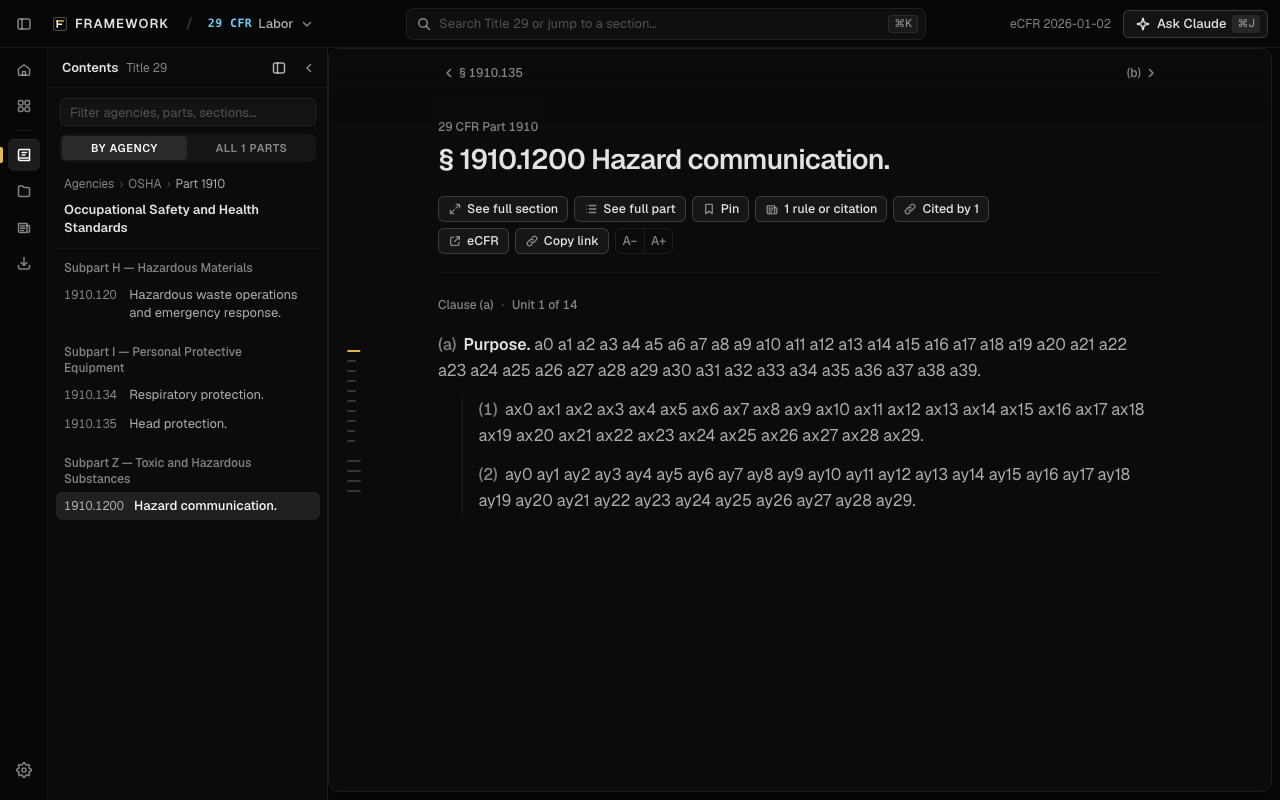 FRAMEWORK / 29 CFR Labor
Search Title 29 or jump to a section… ⌘K
eCFR 2026-01-02 Ask Claude ⌘J
Contents Title 29
Filter agencies, parts, sections…
BY AGENCY ALL 1 PARTS
Agencies › OSHA › Part 1910
Occupational Safety and Health
Standards
Subpart H — Hazardous Materials
1910.120 Hazardous waste operations
and emergency response.
Subpart I — Personal Protective
Equipment
1910.134 Respiratory protection.
1910.135 Head protection.
Subpart Z — Toxic and Hazardous
Substances
1910.1200 Hazard communication.
§ 1910.135 (b)
29 CFR Part 1910
§ 1910.1200 Hazard communication.
See full section See full part Pin 1 rule or citation Cited by 1
eCFR Copy link A− A+
Clause (a) · Unit 1 of 14
(a) Purpose. a0 a1 a2 a3 a4 a5 a6 a7 a8 a9 a10 a11 a12 a13 a14 a15 a16 a17 a18 a19 a20 a21 a22
a23 a24 a25 a26 a27 a28 a29 a30 a31 a32 a33 a34 a35 a36 a37 a38 a39.
(1) ax0 ax1 ax2 ax3 ax4 ax5 ax6 ax7 ax8 ax9 ax10 ax11 ax12 ax13 ax14 ax15 ax16 ax17 ax18
ax19 ax20 ax21 ax22 ax23 ax24 ax25 ax26 ax27 ax28 ax29.
(2) ay0 ay1 ay2 ay3 ay4 ay5 ay6 ay7 ay8 ay9 ay10 ay11 ay12 ay13 ay14 ay15 ay16 ay17 ay18
ay19 ay20 ay21 ay22 ay23 ay24 ay25 ay26 ay27 ay28 ay29.